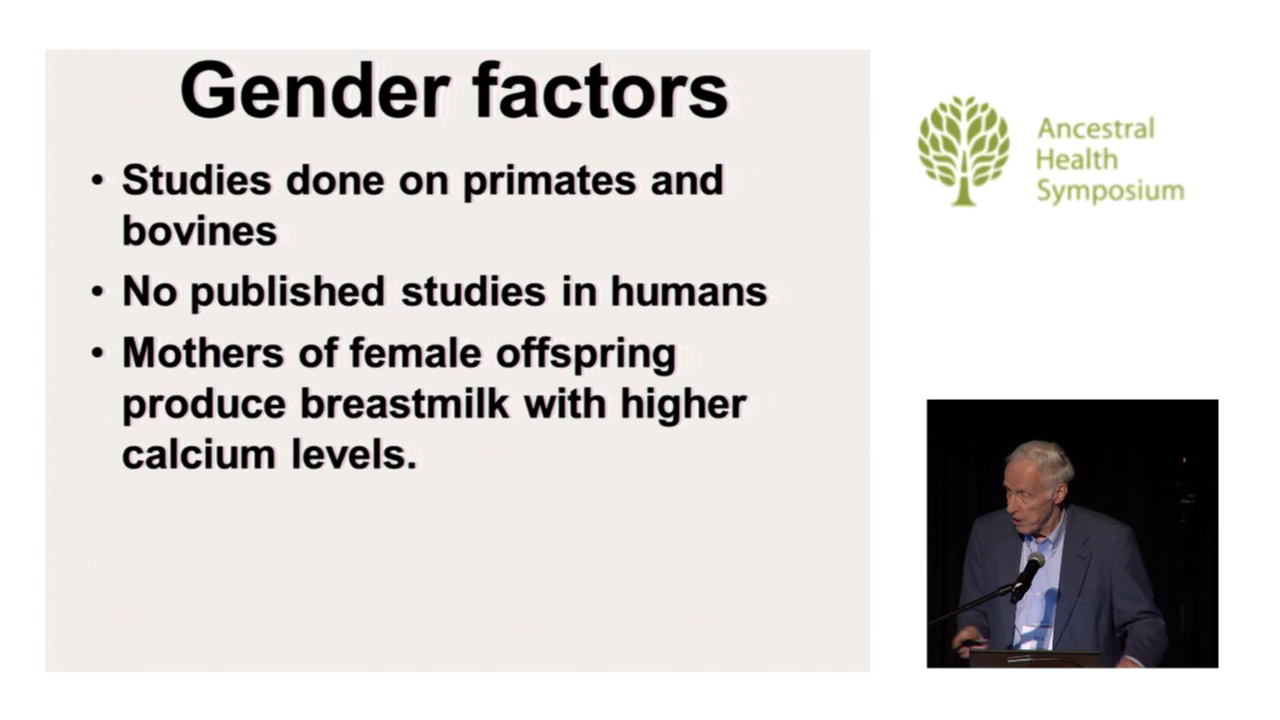 Gender factors
• Studies done on primates and
bovines
• No published studies in humans
• Mothers of female offspring
produce breastmilk with higher
calcium levels.
Ancestral
Health
Symposium